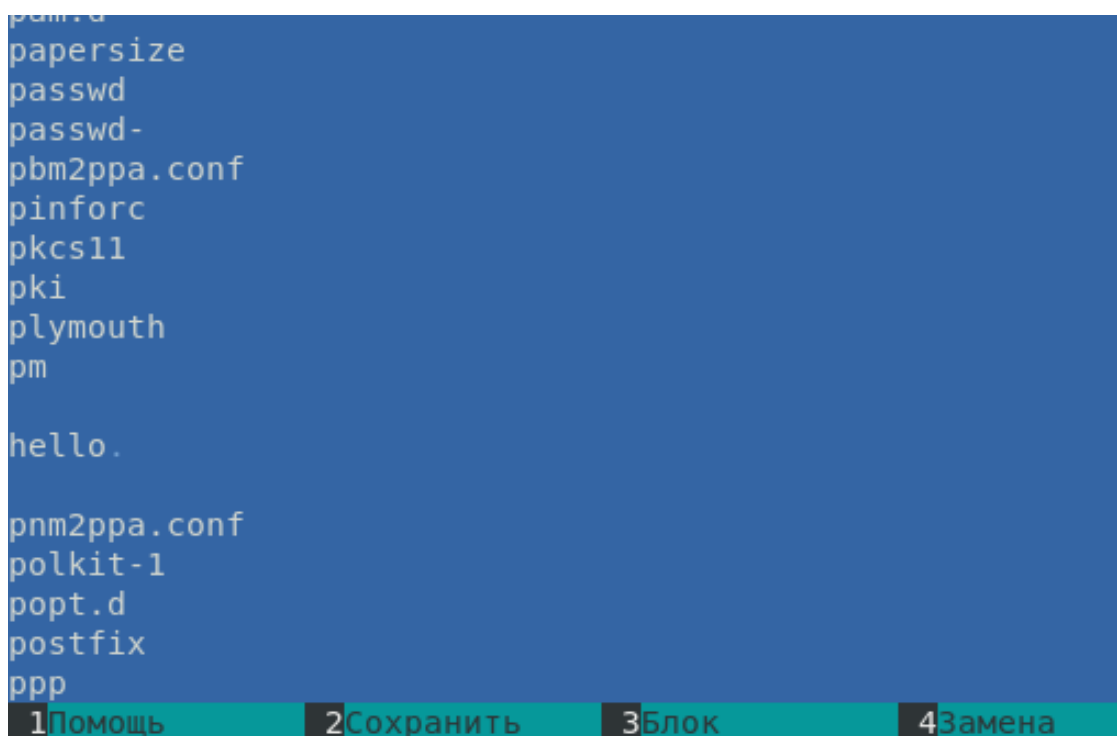 pam.d
papersize
passwd
passwd-
pbm2ppa.conf
pinforc
pkcs11
pki
plymouth
pm
hello.
pnm2ppa.conf
polkit-1
popt.d
postfix
ppp
1Помощь 2Сохранить 3Блок 4Замена